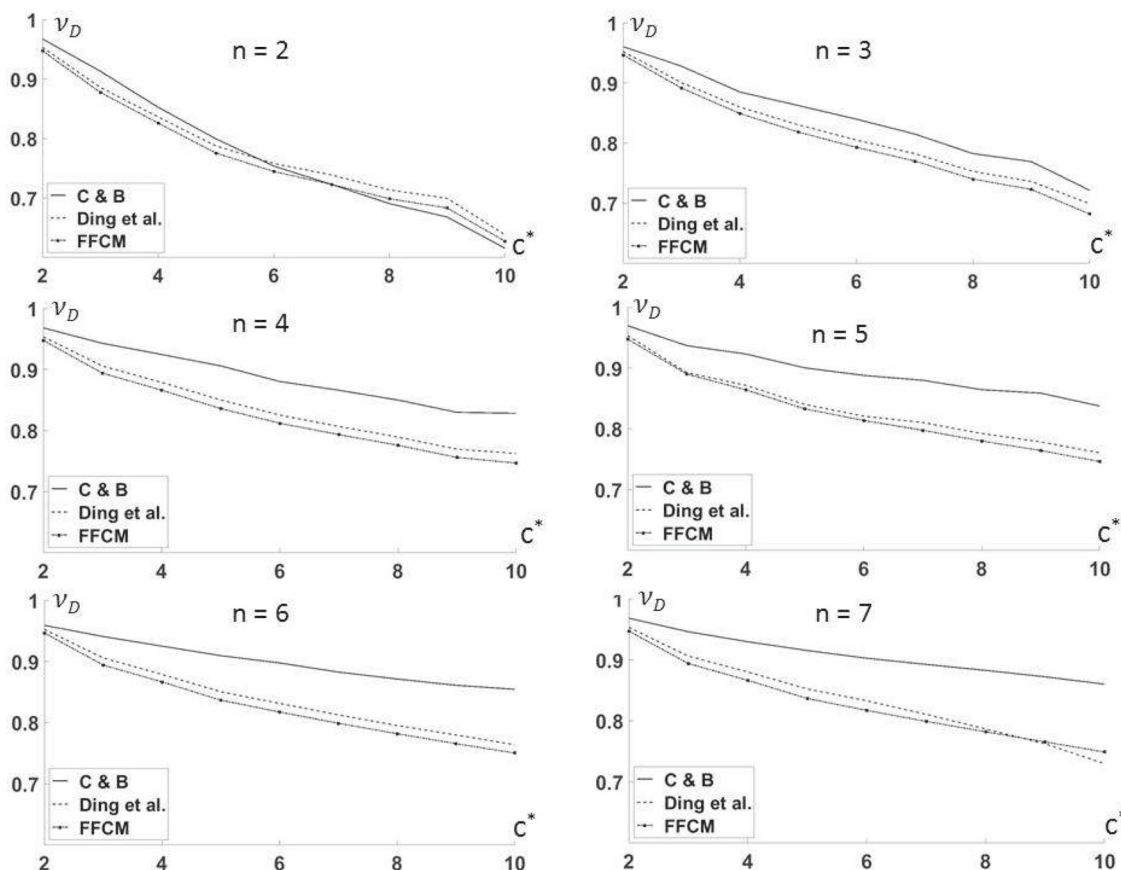 1
ν_D
n = 2
0.9
0.8
0.7
C & B
Ding et al.
FFCM
C*
2 4 6 8 10
1
ν_D
n = 3
0.9
0.8
0.7
C & B
Ding et al.
FFCM
C*
2 4 6 8 10
1
ν_D
n = 4
0.9
0.8
0.7
C & B
Ding et al.
FFCM
C*
2 4 6 8 10
1
ν_D
n = 5
0.9
0.8
0.7
C & B
Ding et al.
FFCM
C*
2 4 6 8 10
1
ν_D
n = 6
0.9
0.8
0.7
C & B
Ding et al.
FFCM
C*
2 4 6 8 10
1
ν_D
n = 7
0.9
0.8
0.7
C & B
Ding et al.
FFCM
C*
2 4 6 8 10